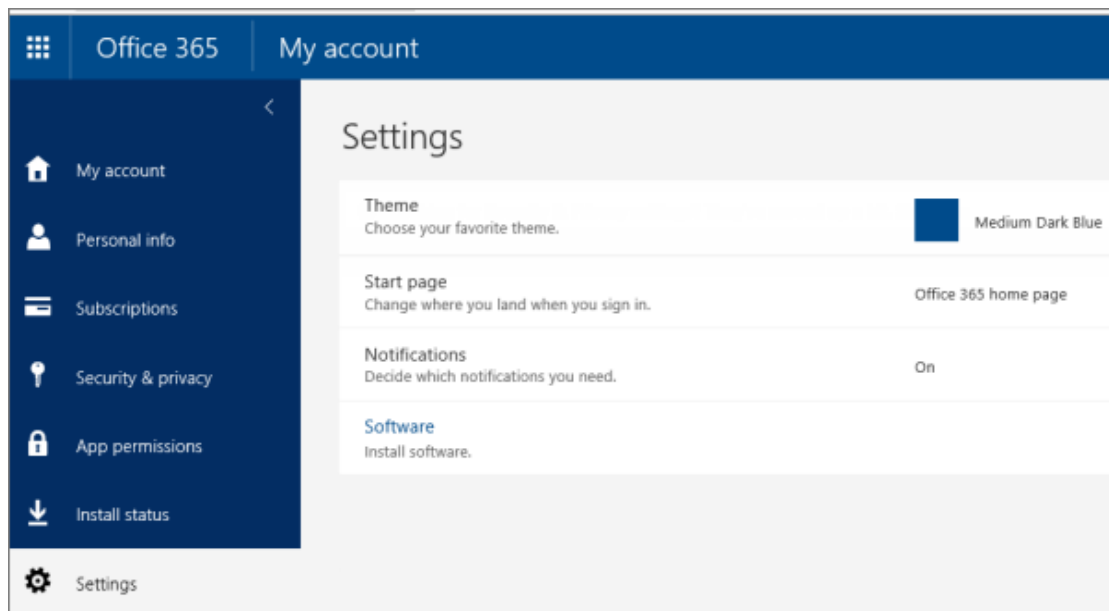 Office 365
My account
My account
Personal info
Subscriptions
Security & privacy
App permissions
Install status
Settings
Settings
Theme
Choose your favorite theme.
Medium Dark Blue
Start page
Change where you land when you sign in.
Office 365 home page
Notifications
Decide which notifications you need.
On
Software
Install software.